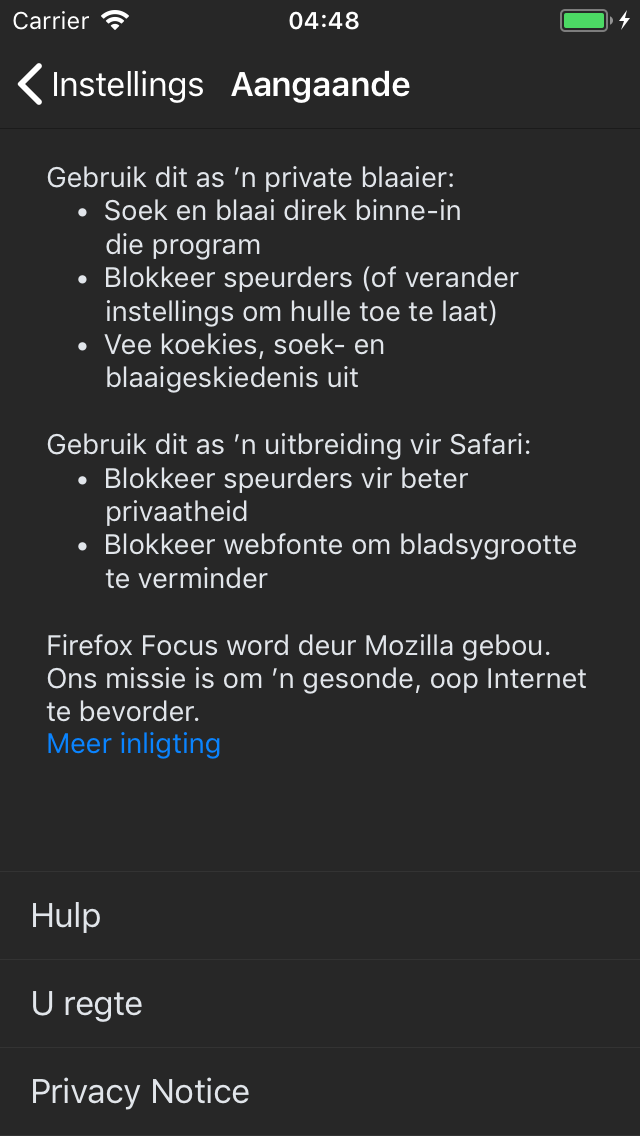 Carrier 04:48
Instellings Aangaande
Gebruik dit as ’n private blaaier:
• Soek en blaai direk binne-in
die program
• Blokkeer speurders (of verander
instellings om hulle toe te laat)
• Vee koekies, soek- en
blaaigeskiedenis uit
Gebruik dit as ’n uitbreiding vir Safari:
• Blokkeer speurders vir beter
privaatheid
• Blokkeer webfonte om bladsygrootte
te verminder
Firefox Focus word deur Mozilla gebou.
Ons missie is om ’n gesonde, oop Internet
te bevorder.
Meer inligting
Hulp
U regte
Privacy Notice